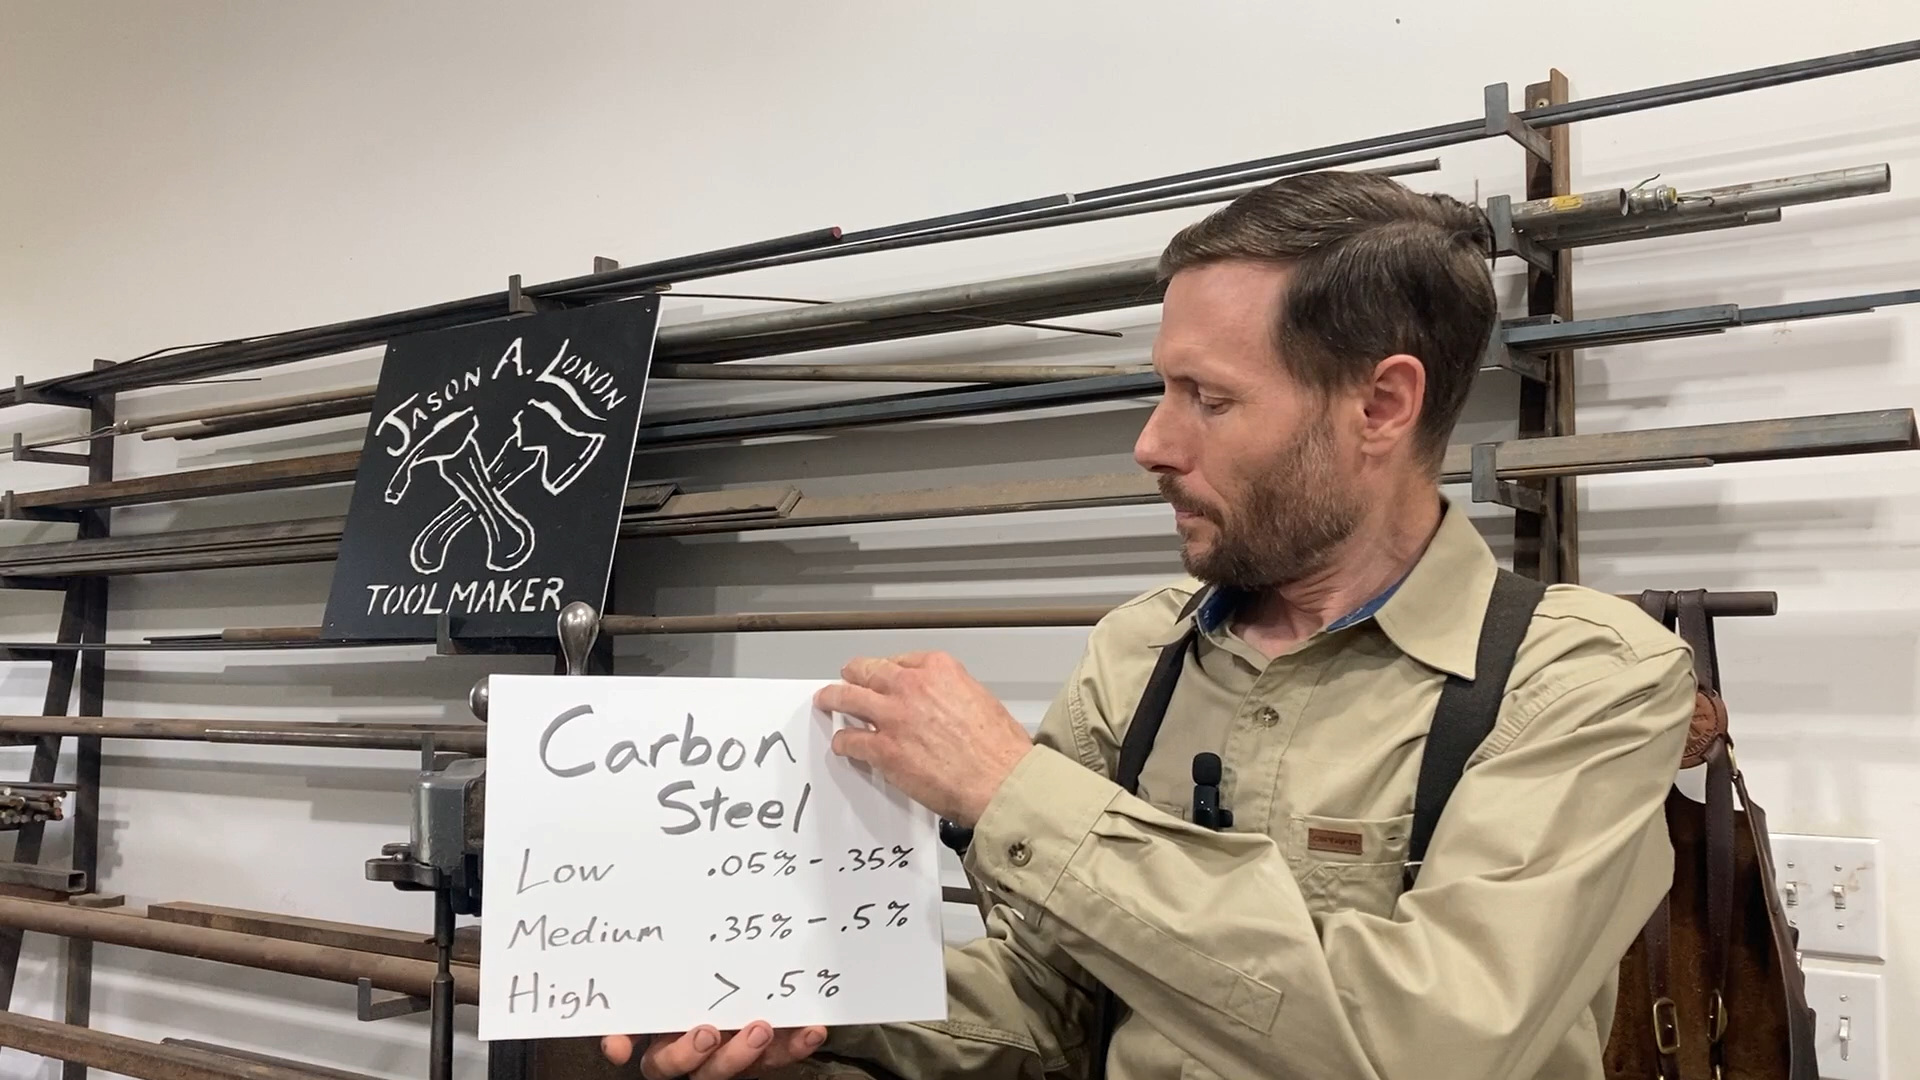 JASON A. LONON
TOOLMAKER
Carbon
Steel
Low .05% - .35%
Medium .35% - .5%
High > .5%